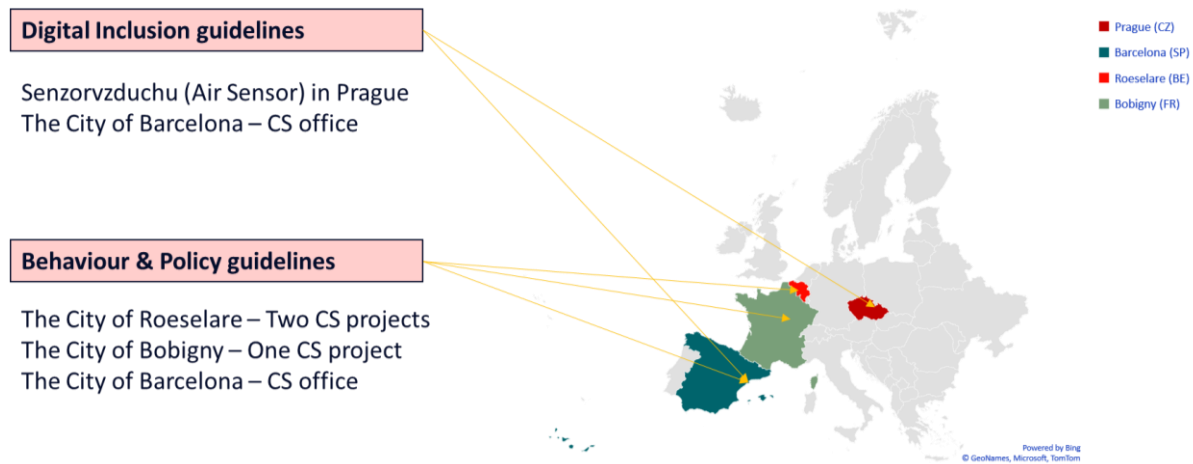 Digital Inclusion guidelines
Senzorvzduchu (Air Sensor) in Prague
The City of Barcelona – CS office
Behaviour & Policy guidelines
The City of Roeselare – Two CS projects
The City of Bobigny – One CS project
The City of Barcelona – CS office
Prague (CZ)
Barcelona (SP)
Roeselare (BE)
Bobigny (FR)
Powered by Bing
© GeoNames, Microsoft, TomTom